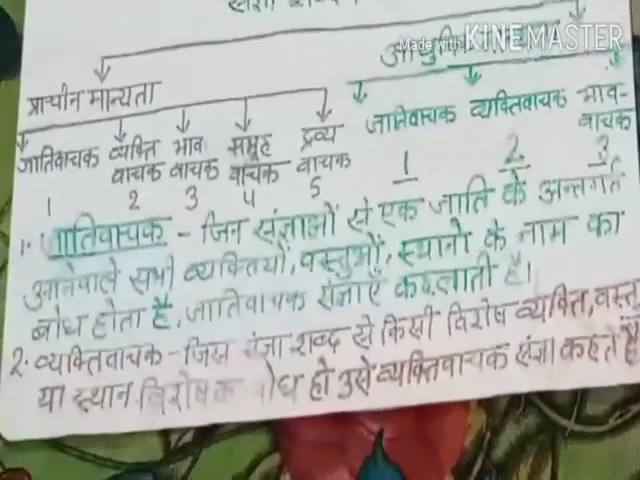 संज्ञा शब्द
Made with KINEMASTER
प्राचीन मान्यता
जातिवाचक व्यक्ति वाचक भाव वाचक समूह वाचक द्रव्य वाचक
1 2 3 4 5
जातिवाचक व्यक्तिवाचक भाव-वाचक
1 2 3
1. जातिवाचक - जिन संज्ञाओं से एक जाति के अन्तर्गत
आनेवाले सभी व्यक्तियों, वस्तुओं, स्थानो के नाम का
बोध होता है, जातिवाचक संज्ञाएँ कहलाती है।
2. व्यक्तिवाचक - जिस संज्ञा शब्द से किसी विशेष व्यक्ति, वस्तु
या स्थान विशेष का बोध हो उसे व्यक्तिवाचक संज्ञा कहते है